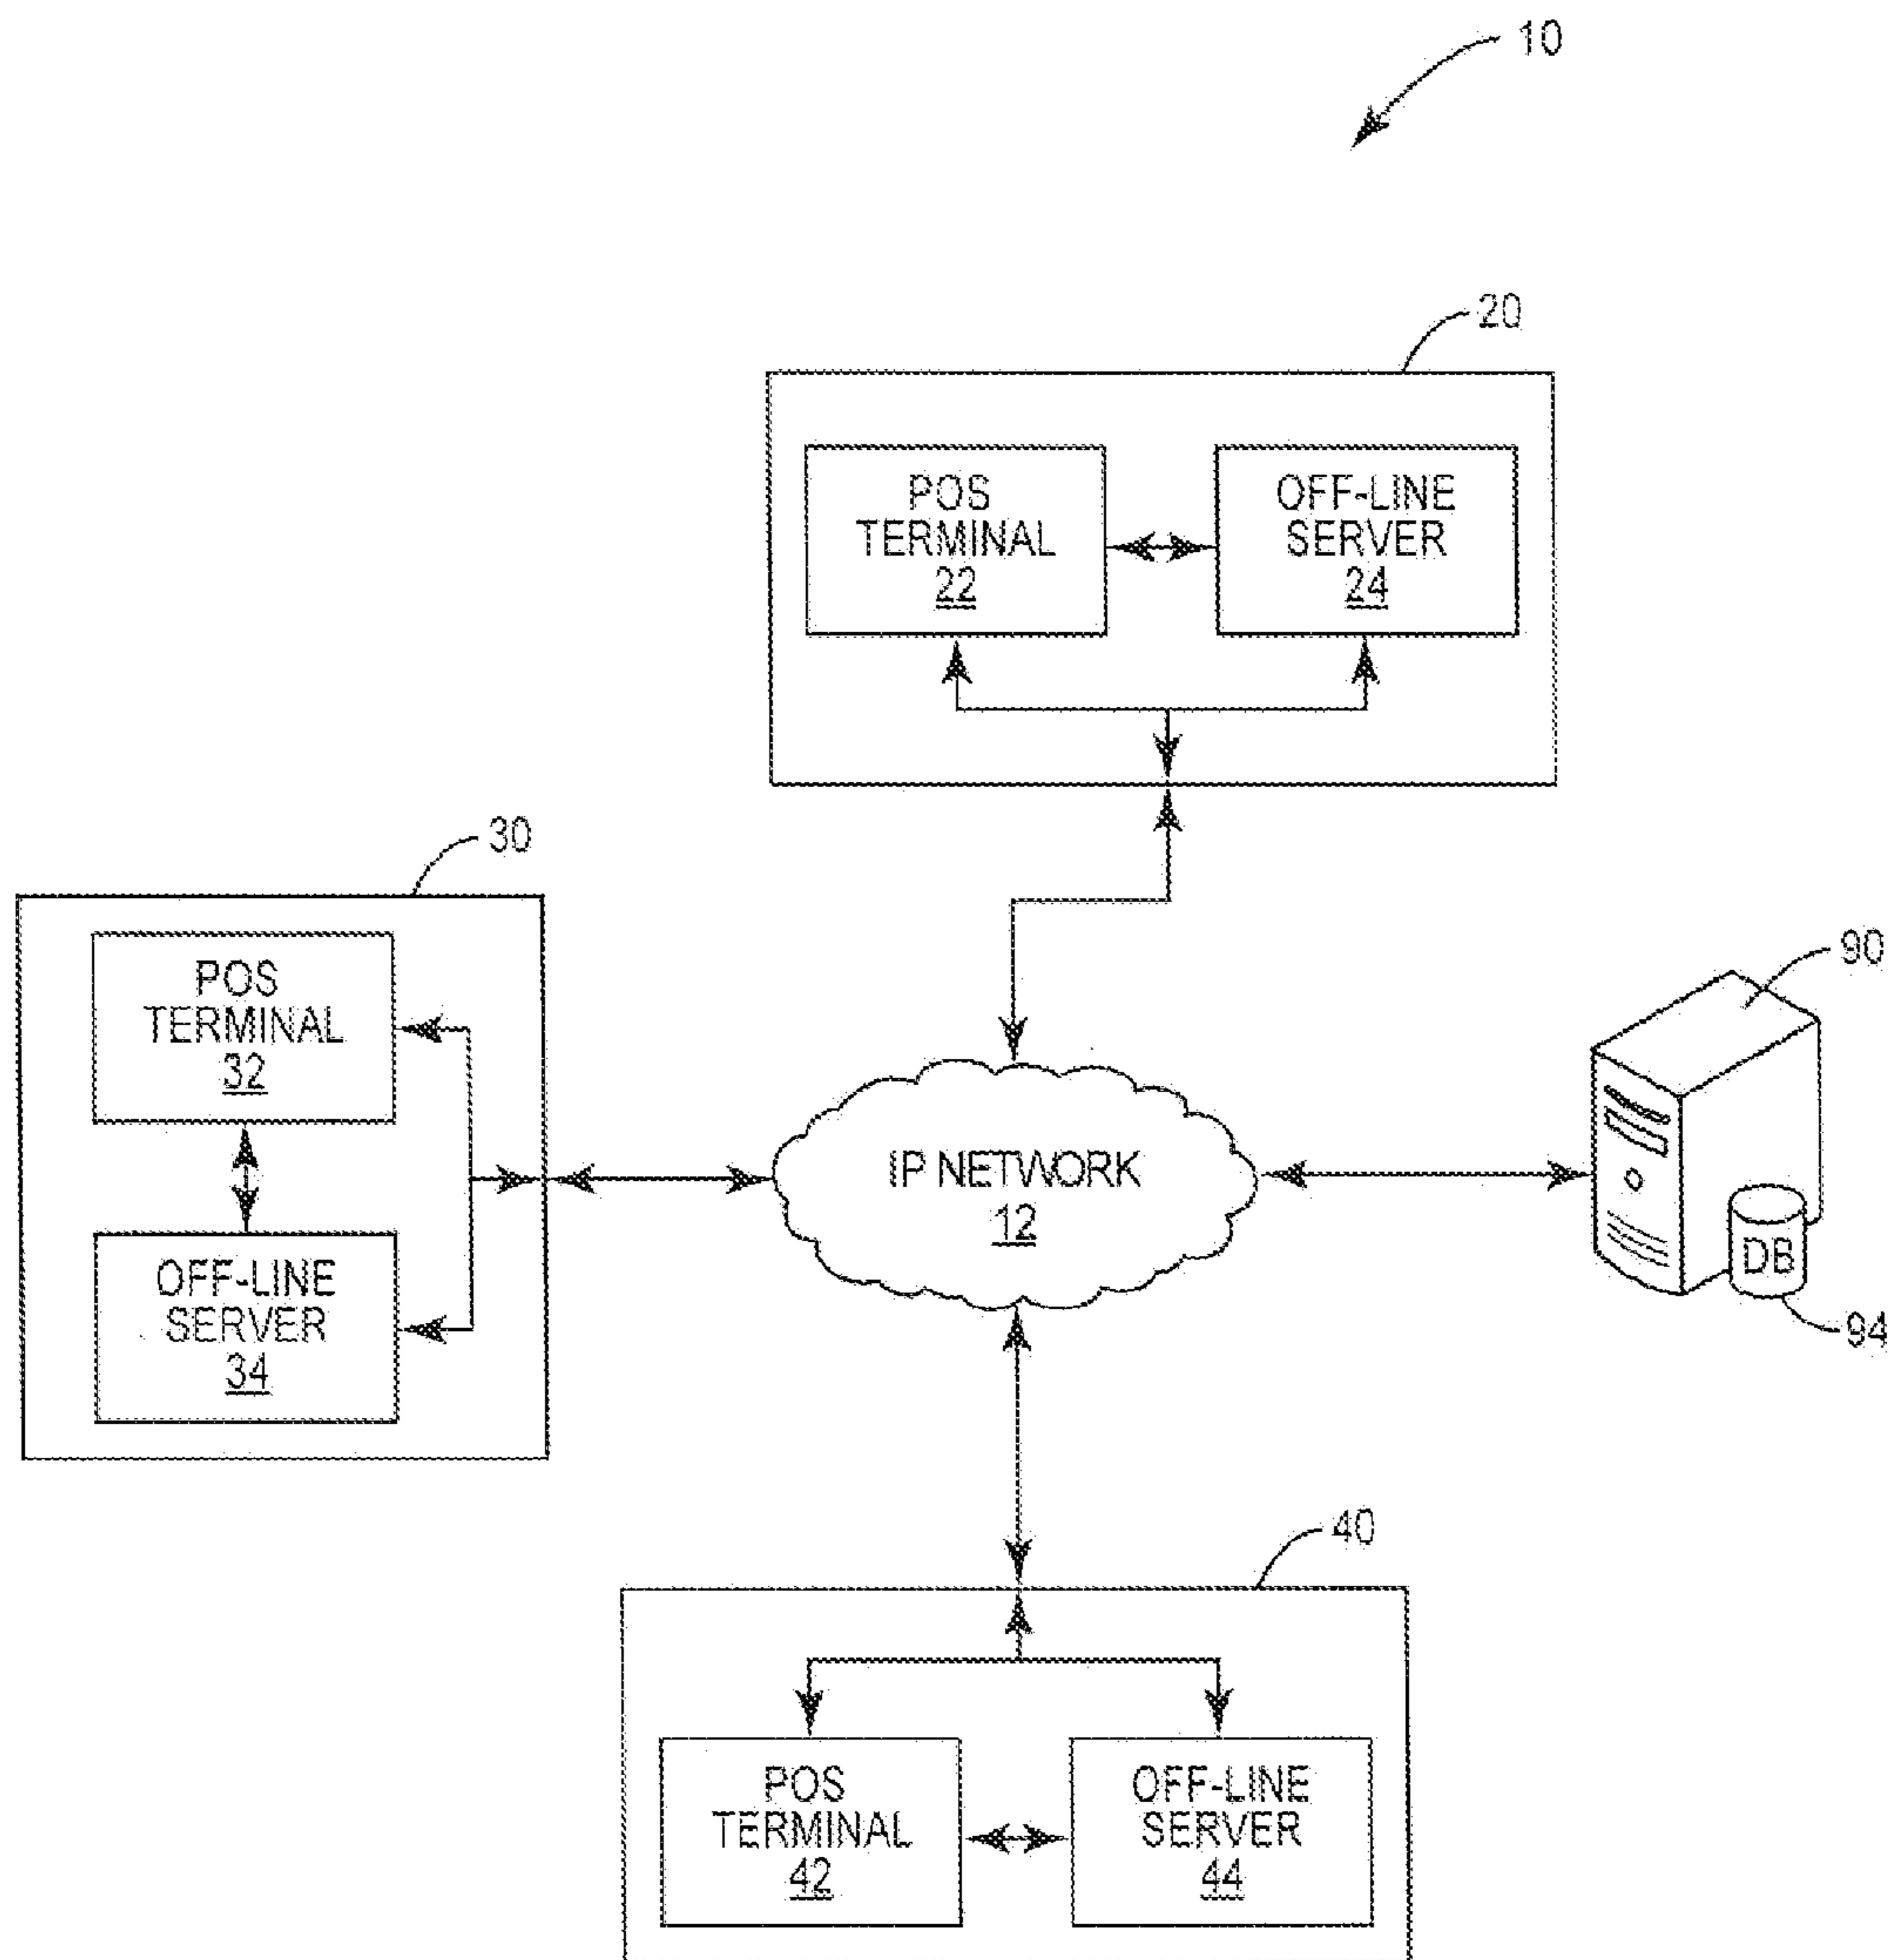 10
20
POS
TERMINAL
22
OFF-LINE
SERVER
24
30
POS
TERMINAL
32
OFF-LINE
SERVER
34
IP NETWORK
12
90
DB
94
40
POS
TERMINAL
42
OFF-LINE
SERVER
44